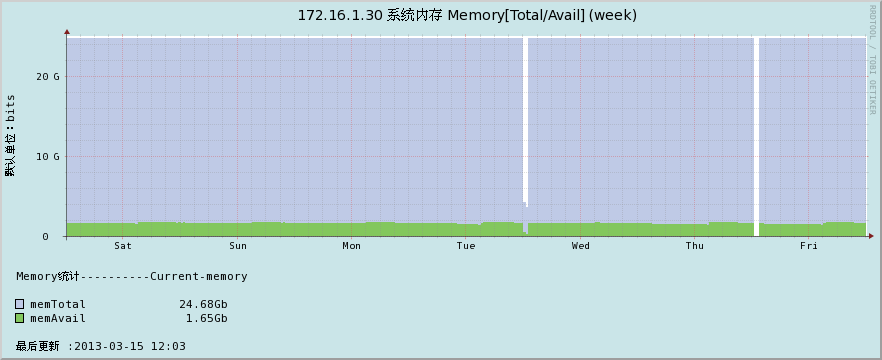 172.16.1.30 系统内存 Memory[Total/Avail] (week)
RRDTOOL / TOBI OETIKER
默认单位：bits
20 G
10 G
0
Sat Sun Mon Tue Wed Thu Fri
Memory统计----------Current-memory
memTotal 24.68Gb
memAvail 1.65Gb
最后更新 :2013-03-15 12:03